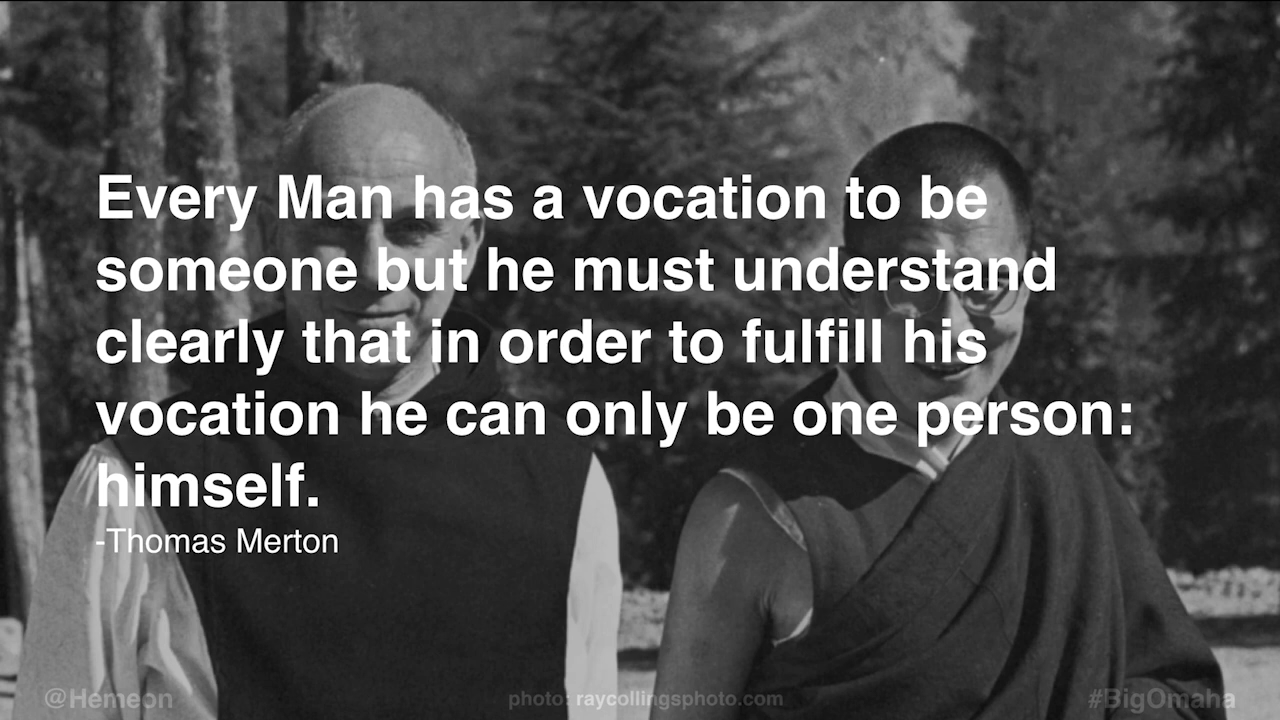 Every Man has a vocation to be
someone but he must understand
clearly that in order to fulfill his
vocation he can only be one person:
himself.
-Thomas Merton
@Hemeon
photo: raycollingsphoto.com
#BigOmaha